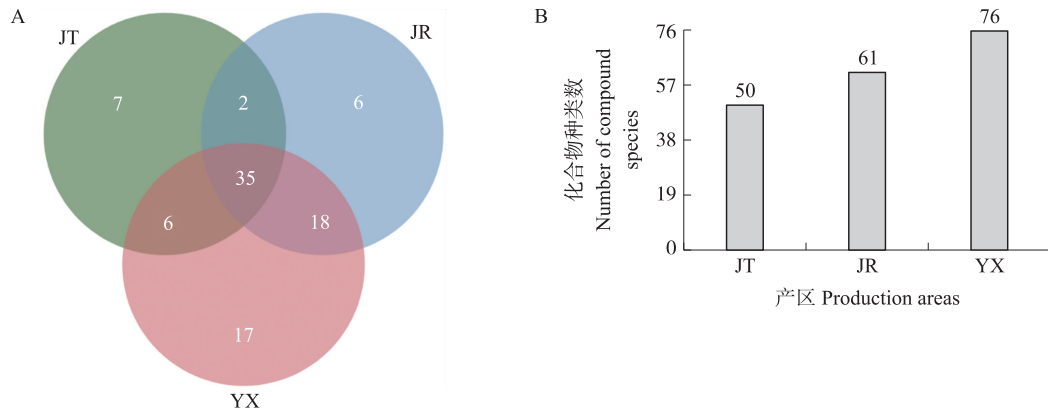 A
JT
JR
7
2
6
35
6
18
17
YX
B
化合物种类数
Number of compound
species
76
57
38
19
0
50
61
76
JT
JR
YX
产区 Production areas